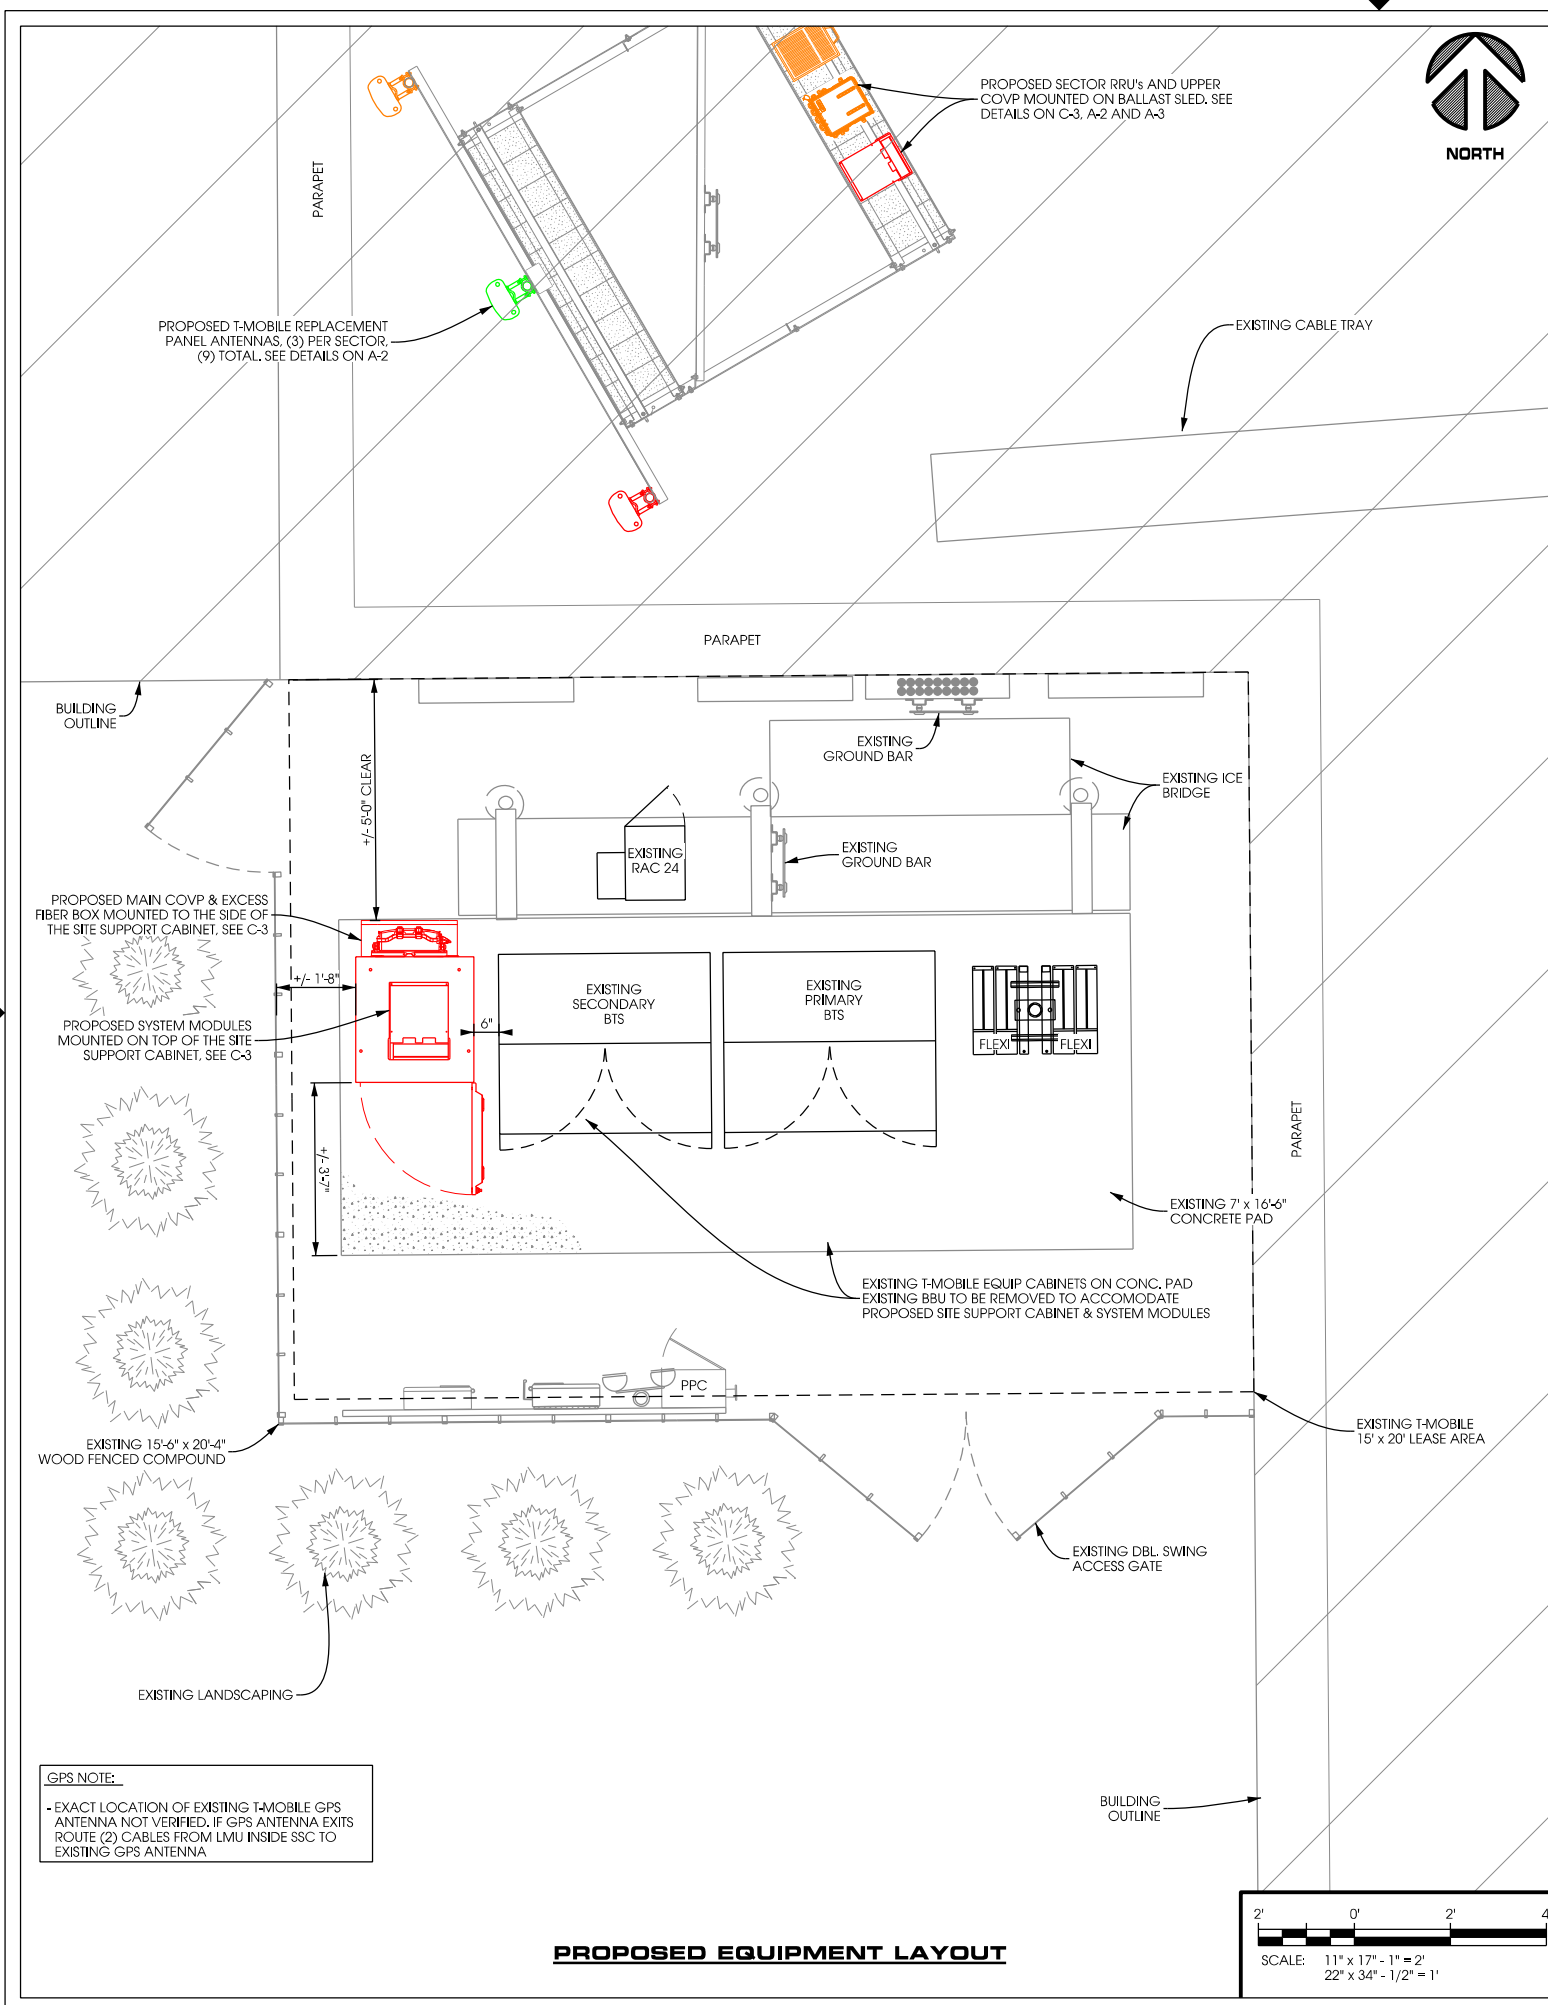 PROPOSED SECTOR RRU's AND UPPER
COVP MOUNTED ON BALLAST SLED. SEE
DETAILS ON C-3, A-2 AND A-3
NORTH
PARAPET
PROPOSED T-MOBILE REPLACEMENT
PANEL ANTENNAS, (3) PER SECTOR,
(9) TOTAL. SEE DETAILS ON A-2
EXISTING CABLE TRAY
PARAPET
BUILDING
OUTLINE
+/- 5'-0" CLEAR
EXISTING
GROUND BAR
EXISTING ICE
BRIDGE
EXISTING
RAC 24
EXISTING
GROUND BAR
PROPOSED MAIN COVP & EXCESS
FIBER BOX MOUNTED TO THE SIDE OF
THE SITE SUPPORT CABINET, SEE C-3
+/- 1'-8"
EXISTING
SECONDARY
BTS
EXISTING
PRIMARY
BTS
6"
PROPOSED SYSTEM MODULES
MOUNTED ON TOP OF THE SITE
SUPPORT CABINET, SEE C-3
FLEXI
FLEXI
+/- 3'-7"
PARAPET
EXISTING 7' x 16'-6"
CONCRETE PAD
EXISTING T-MOBILE EQUIP CABINETS ON CONC. PAD
EXISTING BBU TO BE REMOVED TO ACCOMODATE
PROPOSED SITE SUPPORT CABINET & SYSTEM MODULES
PPC
EXISTING 15'-6" x 20'-4"
WOOD FENCED COMPOUND
EXISTING T-MOBILE
15' x 20' LEASE AREA
EXISTING DBL. SWING
ACCESS GATE
EXISTING LANDSCAPING
GPS NOTE:
- EXACT LOCATION OF EXISTING T-MOBILE GPS
ANTENNA NOT VERIFIED. IF GPS ANTENNA EXITS
ROUTE (2) CABLES FROM LMU INSIDE SSC TO
EXISTING GPS ANTENNA
BUILDING
OUTLINE
PROPOSED EQUIPMENT LAYOUT
2' 0' 2' 4
SCALE: 11" x 17" - 1" = 2'
22" x 34" - 1/2" = 1'